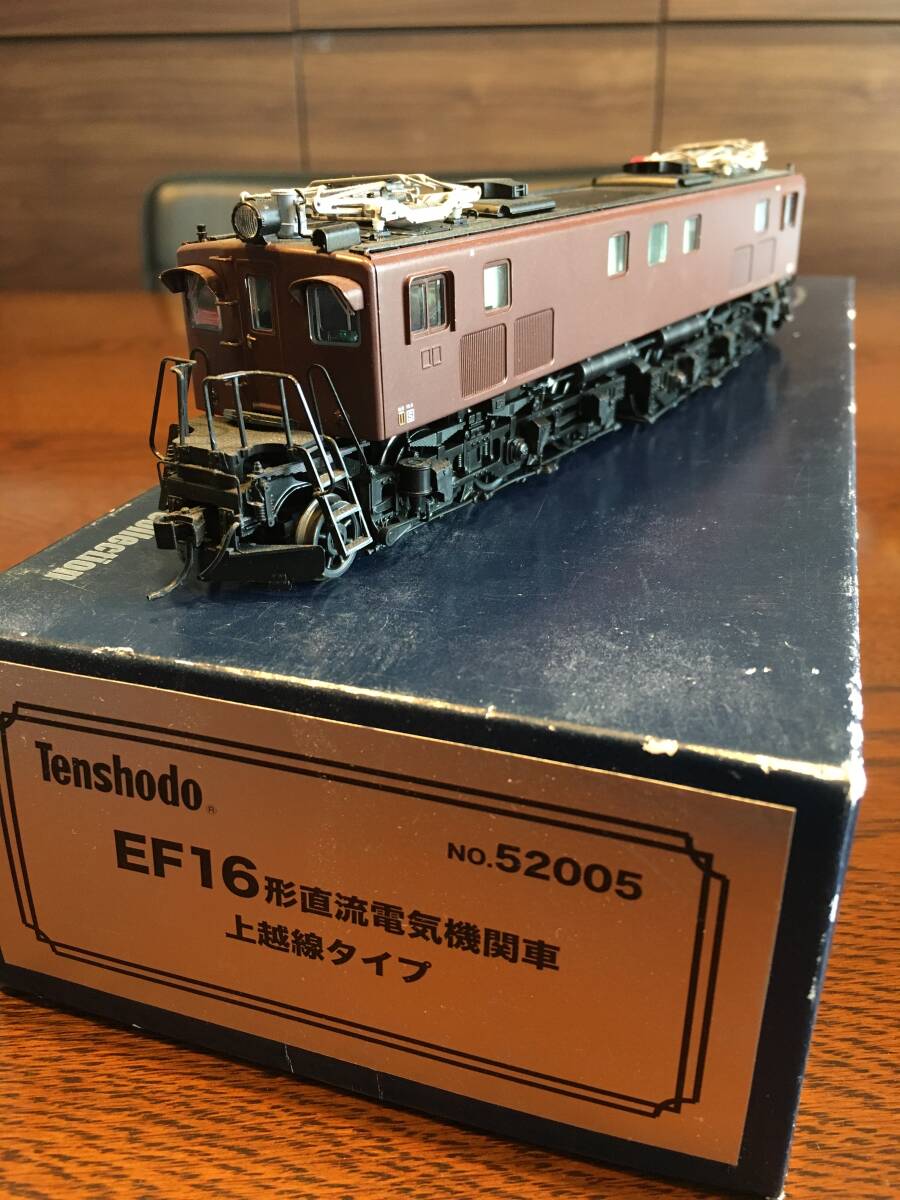 Collection
Tenshodo®
NO.52005
EF16形直流電気機関車
上越線タイプ